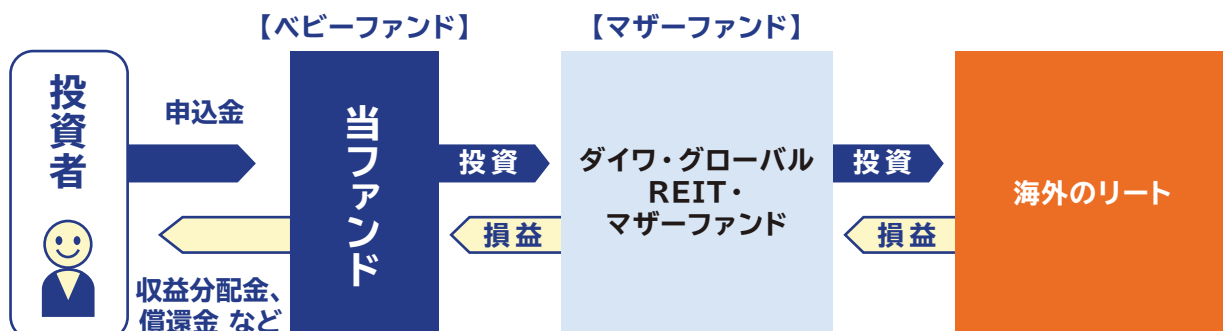 【ベビーファンド】
【マザーファンド】
投資者
申込金
当ファンド
投資
ダイワ・グローバル
REIT・
マザーファンド
投資
海外のリート
損益
損益
収益分配金、
償還金 など